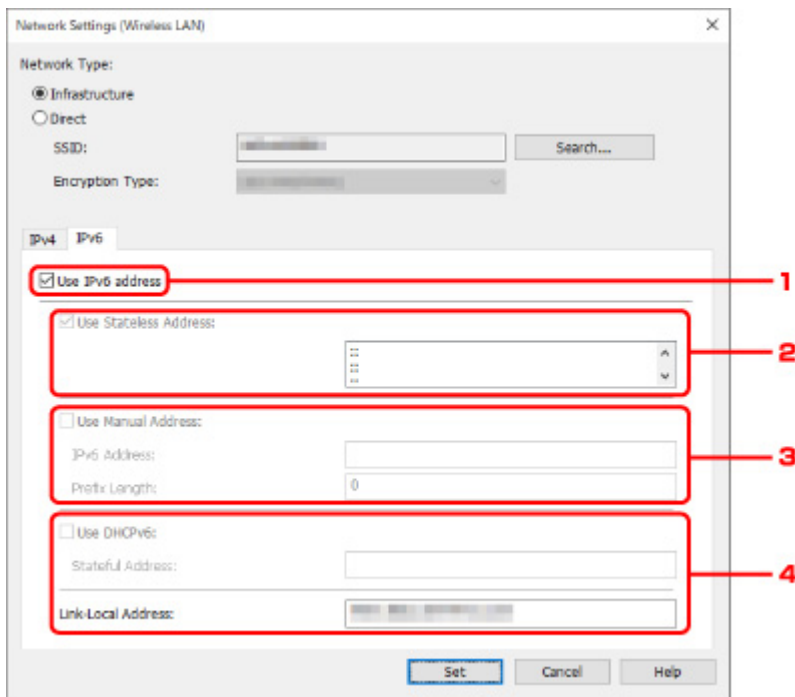 Network Settings (Wireless LAN)
Network Type:
Infrastructure
Direct
SSID:
Search...
Encryption Type:
IPv4 IPv6
Use IPv6 address
1
Use Stateless Address:
::
::
::
2
Use Manual Address:
IPv6 Address:
Prefix Length: 0
3
Use DHCPv6:
Stateful Address:
4
Link-Local Address:
Set Cancel Help